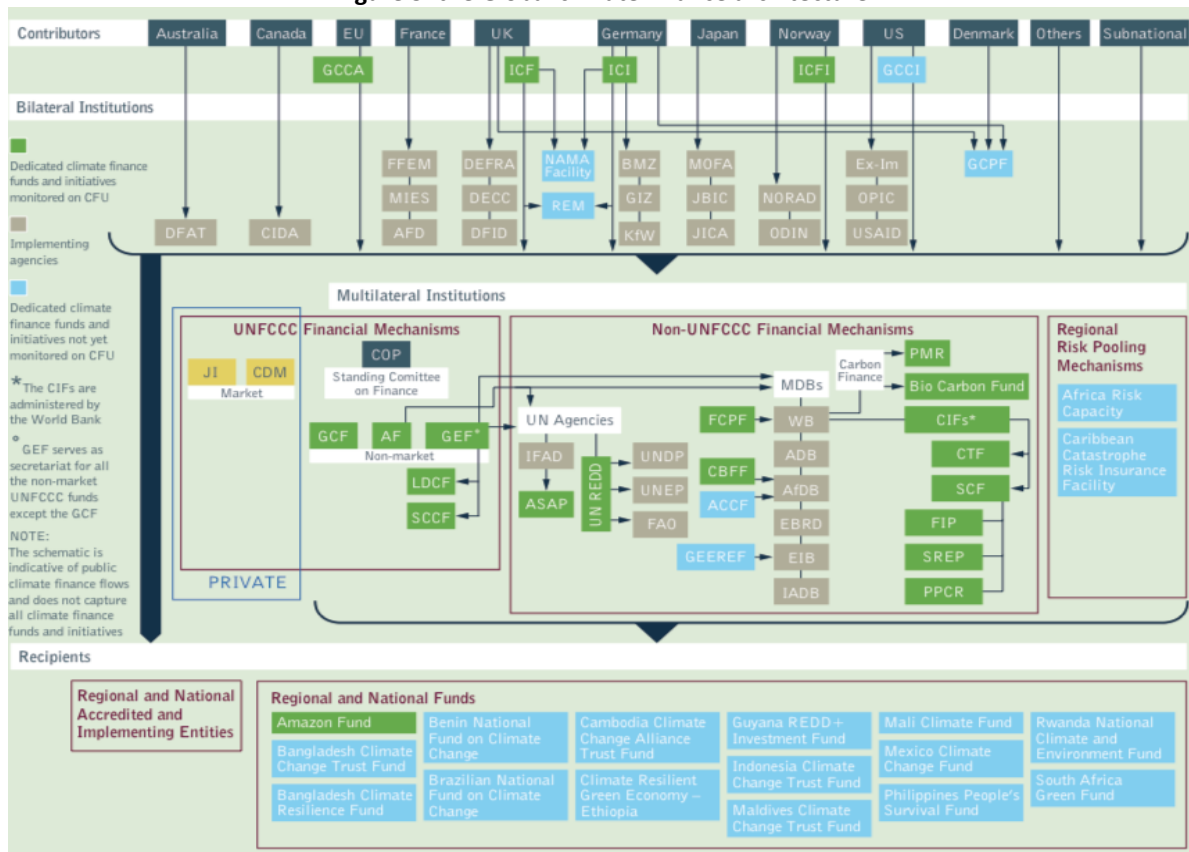 Contributors
Australia
Canada
EU
France
UK
Germany
Japan
Norway
US
Denmark
Others
Subnational
GCCA
ICF
ICI
ICFI
GCCI
Bilateral Institutions
Dedicated climate finance
funds and initiatives
monitored on CFU
Implementing
agencies
Dedicated climate
finance funds and
initiatives not yet
monitored on CFU
*The CIFs are
administered by
the World Bank
° GEF serves as
secretariat for all
the non-market
UNFCCC funds
except the GCF
NOTE:
The schematic is
indicative of public
climate finance flows
and does not capture
all climate finance
funds and initiatives
FFEM
DEFRA
NAMA
Facility
BMZ
MOFA
Ex-Im
GCPF
MIES
DECC
REM
GIZ
JBIC
NORAD
OPIC
DFAT
CIDA
AFD
DFID
KfW
JICA
ODIN
USAID
Multilateral Institutions
UNFCCC Financial Mechanisms
COP
Standing Comittee
on Finance
JI
CDM
Market
GCF
AF
GEF°
Non-market
LDCF
SCCF
PRIVATE
Non-UNFCCC Financial Mechanisms
UN Agencies
IFAD
ASAP
UN REDD
UNDP
UNEP
FAO
MDBs
FCPF
WB
ADB
CBFF
AfDB
ACCF
EBRD
GEEREF
EIB
IADB
Carbon
Finance
PMR
Bio Carbon Fund
CIFs*
CTF
SCF
FIP
SREP
PPCR
Regional
Risk Pooling
Mechanisms
Africa Risk
Capacity
Caribbean
Catastrophe
Risk Insurance
Facility
Recipients
Regional and National
Accredited and
Implementing Entities
Regional and National Funds
Amazon Fund
Bangladesh Climate
Change Trust Fund
Bangladesh Climate
Resilience Fund
Benin National
Fund on Climate
Change
Brazilian National
Fund on Climate
Change
Cambodia Climate
Change Alliance
Trust Fund
Climate Resilient
Green Economy –
Ethiopia
Guyana REDD+
Investment Fund
Indonesia Climate
Change Trust Fund
Maldives Climate
Change Trust Fund
Mali Climate Fund
Mexico Climate
Change Fund
Philippines People's
Survival Fund
Rwanda National
Climate and
Environment Fund
South Africa
Green Fund